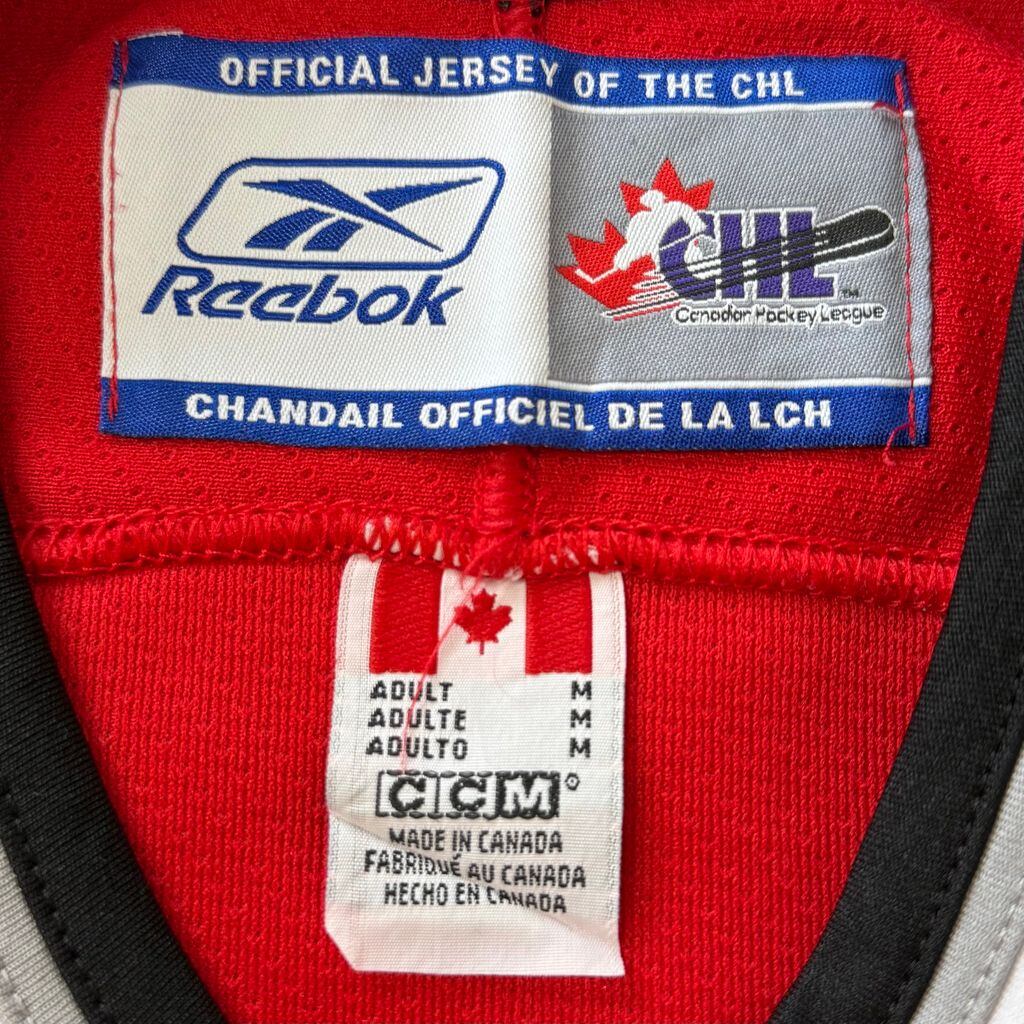 OFFICIAL JERSEY OF THE CHL
Reebok
CHL™
Canadian Hockey League
CHANDAIL OFFICIEL DE LA LCH
ADULT M
ADULTE M
ADULTO M
CCM®
MADE IN CANADA
FABRIQUÉ AU CANADA
HECHO EN CANADA